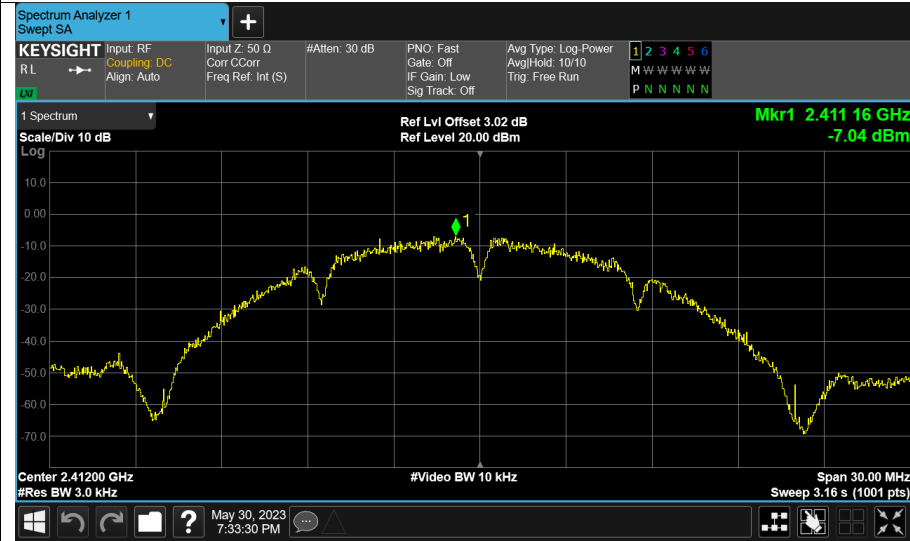 Spectrum Analyzer 1
Swept SA
+
KEYSIGHT Input: RF Input Z: 50 Ω #Atten: 30 dB PNO: Fast Avg Type: Log-Power 1 2 3 4 5 6
RL Coupling: DC Corr CCorr Gate: Off Avg|Hold: 10/10 M W W W W W
Align: Auto Freq Ref: Int (S) IF Gain: Low Trig: Free Run
LXI Sig Track: Off P N N N N N N
1 Spectrum Ref Lvl Offset 3.02 dB Mkr1 2.411 16 GHz
Scale/Div 10 dB Ref Level 20.00 dBm -7.04 dBm
Log
10.0
0.00
1
-10.0
-20.0
-30.0
-40.0
-50.0
-60.0
-70.0
Center 2.41200 GHz #Video BW 10 kHz Span 30.00 MHz
#Res BW 3.0 kHz Sweep 3.16 s (1001 pts)
? May 30, 2023
7:33:30 PM